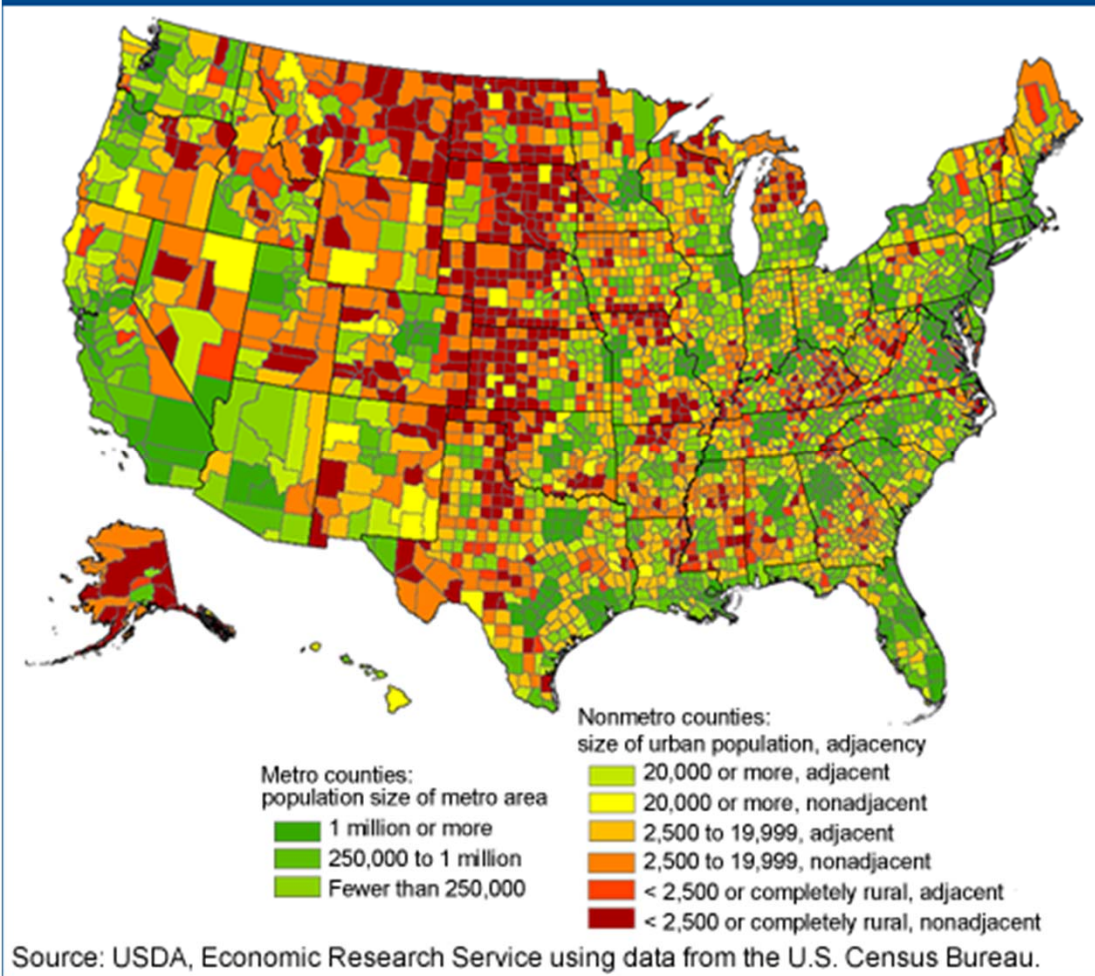 Metro counties:
population size of metro area
1 million or more
250,000 to 1 million
Fewer than 250,000
Nonmetro counties:
size of urban population, adjacency
20,000 or more, adjacent
20,000 or more, nonadjacent
2,500 to 19,999, adjacent
2,500 to 19,999, nonadjacent
< 2,500 or completely rural, adjacent
< 2,500 or completely rural, nonadjacent
Source: USDA, Economic Research Service using data from the U.S. Census Bureau.